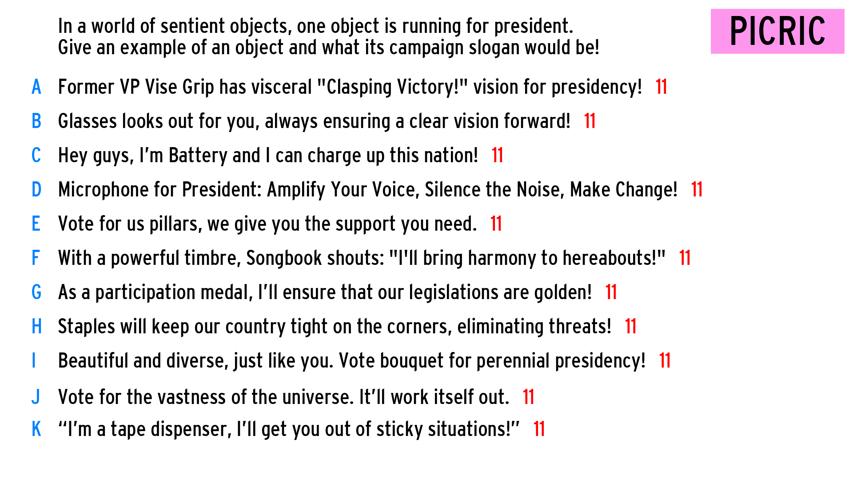 In a world of sentient objects, one object is running for president.
Give an example of an object and what its campaign slogan would be!
PICRIC
A Former VP Vise Grip has visceral "Clasping Victory!" vision for presidency! 11
B Glasses looks out for you, always ensuring a clear vision forward! 11
C Hey guys, I'm Battery and I can charge up this nation! 11
D Microphone for President: Amplify Your Voice, Silence the Noise, Make Change! 11
E Vote for us pillars, we give you the support you need. 11
F With a powerful timbre, Songbook shouts: "I'll bring harmony to hereabouts!" 11
G As a participation medal, I’ll ensure that our legislations are golden! 11
H Staples will keep our country tight on the corners, eliminating threats! 11
I Beautiful and diverse, just like you. Vote bouquet for perennial presidency! 11
J Vote for the vastness of the universe. It’ll work itself out. 11
K “I’m a tape dispenser, I’ll get you out of sticky situations!” 11